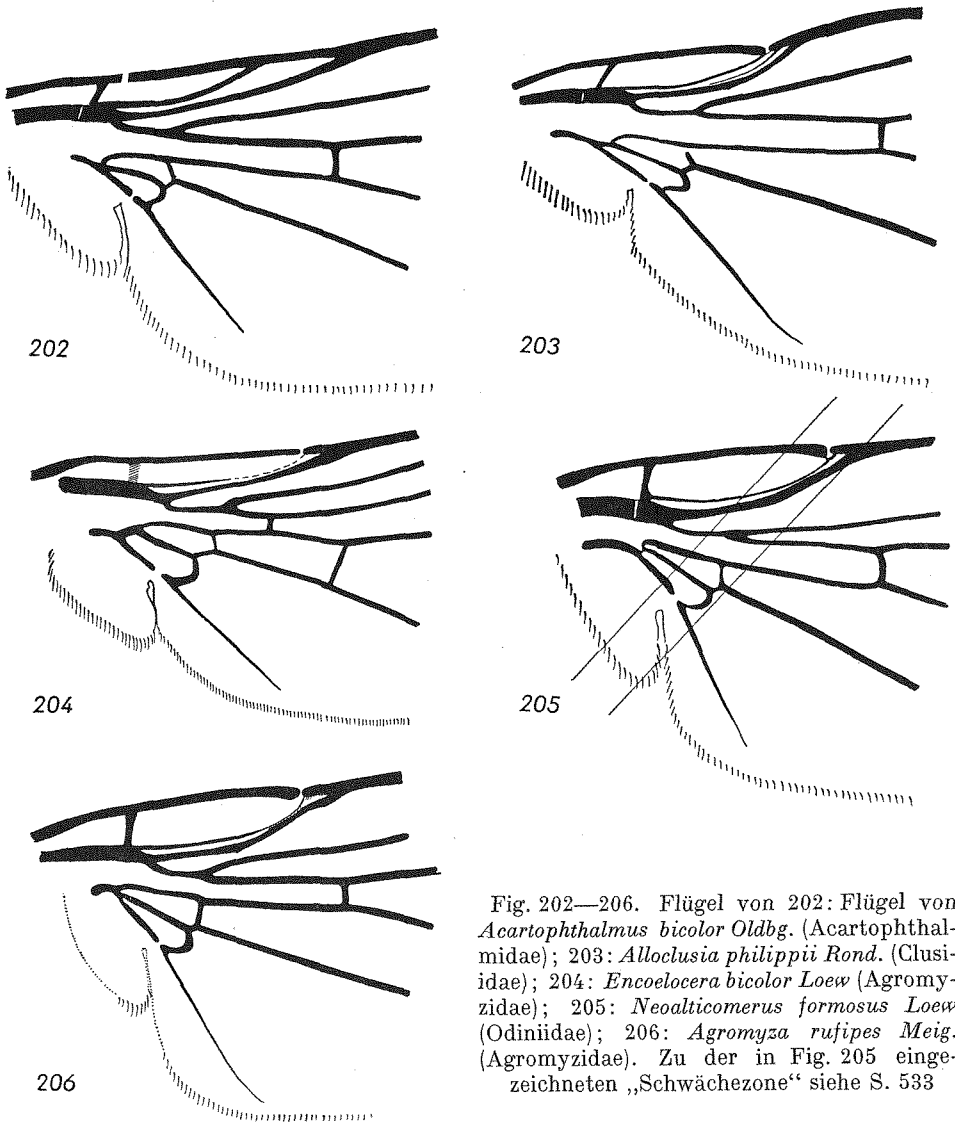 202
203
204
205
206
Fig. 202—206. Flügel von 202: Flügel von
Acartophthalmus bicolor Oldbg. (Acartophthal-
midae); 203: Alloclusia philippii Rond. (Clusi-
idae); 204: Encoelocera bicolor Loew (Agromy-
zidae); 205: Neoalticomerus formosus Loew
(Odiniidae); 206: Agromyza rufipes Meig.
(Agromyzidae). Zu der in Fig. 205 einge-
zeichneten „Schwächezone“ siehe S. 533